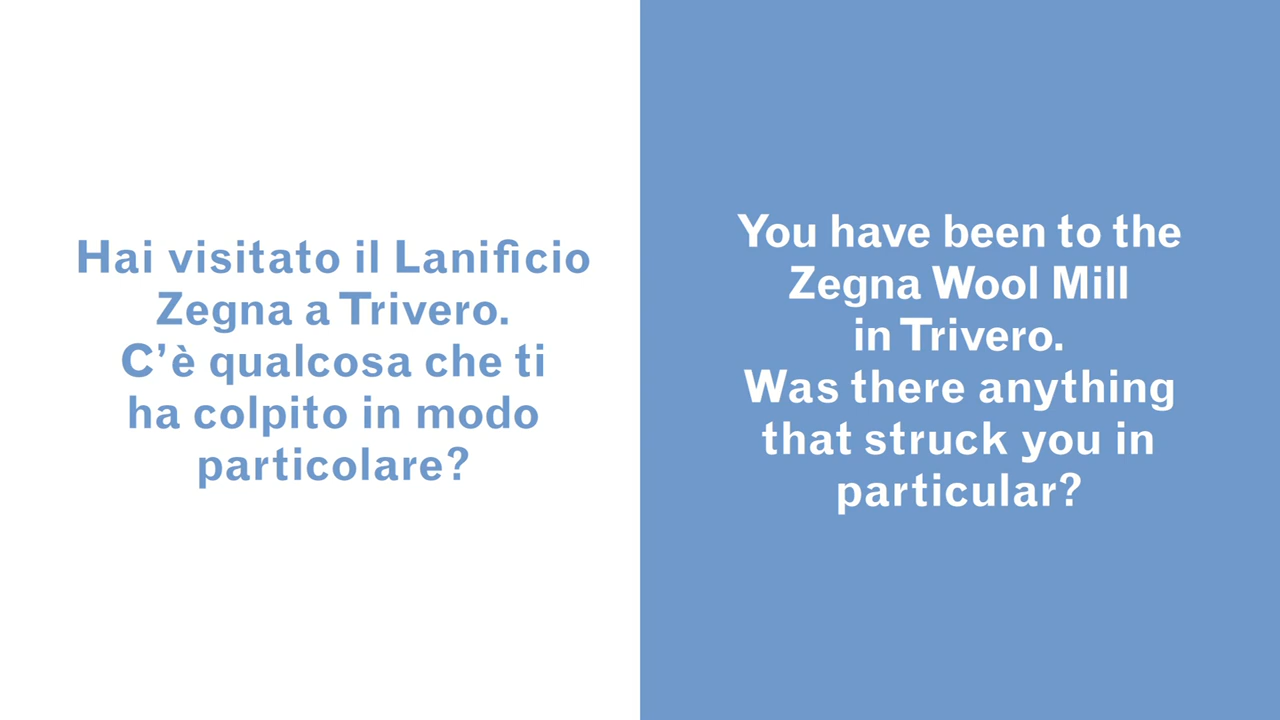 Hai visitato il Lanificio
Zegna a Trivero.
C’è qualcosa che ti
ha colpito in modo
particolare?
You have been to the
Zegna Wool Mill
in Trivero.
Was there anything
that struck you in
particular?